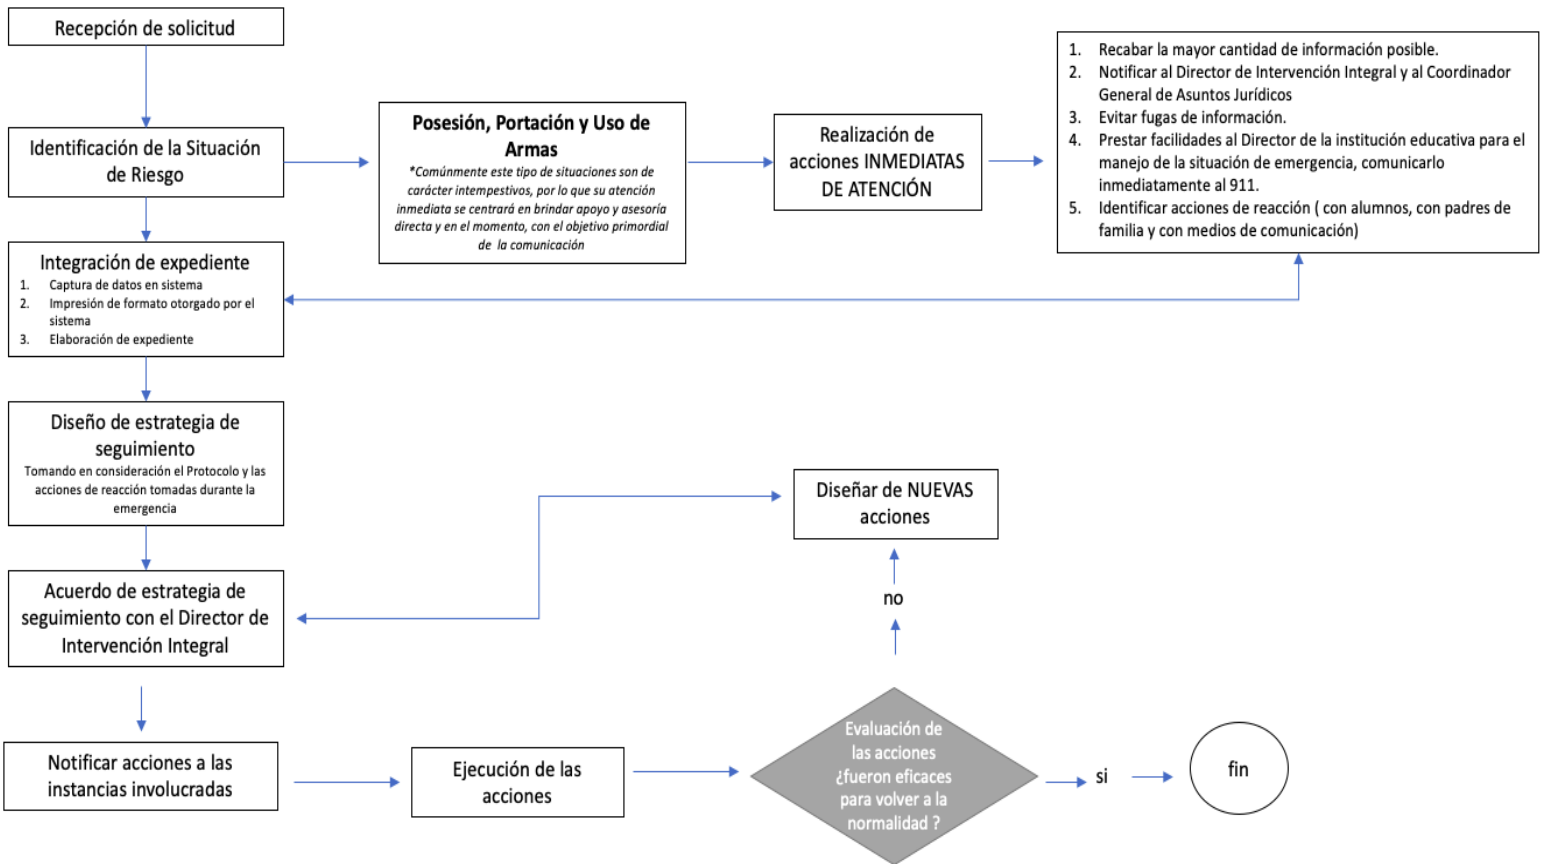 Recepción de solicitud
Identificación de la Situación
de Riesgo
Posesión, Portación y Uso de
Armas
*Comúnmente este tipo de situaciones son de
carácter intempestivos, por lo que su atención
inmediata se centrará en brindar apoyo y asesoría
directa y en el momento, con el objetivo primordial
de la comunicación
Realización de
acciones INMEDIATAS
DE ATENCIÓN
1. Recabar la mayor cantidad de información posible.
2. Notificar al Director de Intervención Integral y al Coordinador
General de Asuntos Jurídicos
3. Evitar fugas de información.
4. Prestar facilidades al Director de la institución educativa para el
manejo de la situación de emergencia, comunicarlo
inmediatamente al 911.
5. Identificar acciones de reacción ( con alumnos, con padres de
familia y con medios de comunicación)
Integración de expediente
1. Captura de datos en sistema
2. Impresión de formato otorgado por el
sistema
3. Elaboración de expediente
Diseño de estrategia de
seguimiento
Tomando en consideración el Protocolo y las
acciones de reacción tomadas durante la
emergencia
Acuerdo de estrategia de
seguimiento con el Director de
Intervención Integral
Notificar acciones a las
instancias involucradas
Ejecución de las
acciones
Evaluación de
las acciones
¿fueron eficaces
para volver a la
normalidad ?
no
Diseñar de NUEVAS
acciones
si
fin